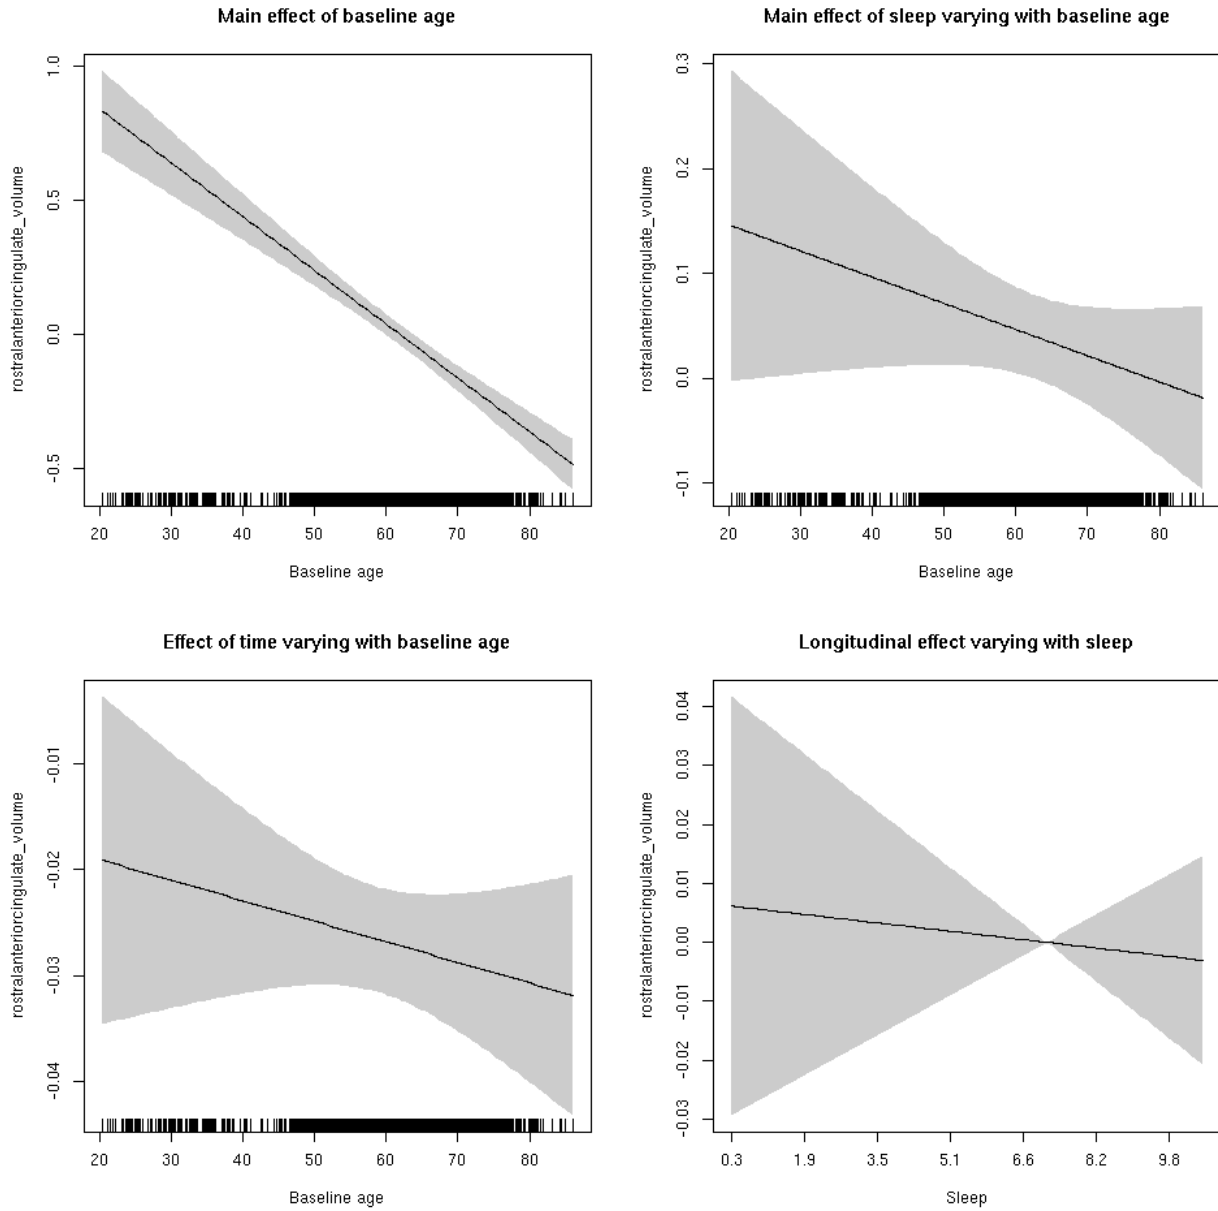 Main effect of baseline age
rostralanteriorcingulate_volume
1.0
0.5
0.0
-0.5
20 30 40 50 60 70 80
Baseline age
Main effect of sleep varying with baseline age
rostralanteriorcingulate_volume
0.3
0.2
0.1
0.0
-0.1
20 30 40 50 60 70 80
Baseline age
Effect of time varying with baseline age
rostralanteriorcingulate_volume
-0.01
-0.02
-0.03
-0.04
20 30 40 50 60 70 80
Baseline age
Longitudinal effect varying with sleep
rostralanteriorcingulate_volume
0.04
0.03
0.02
0.01
0.00
-0.01
-0.02
-0.03
0.3 1.9 3.5 5.1 6.6 8.2 9.8
Sleep